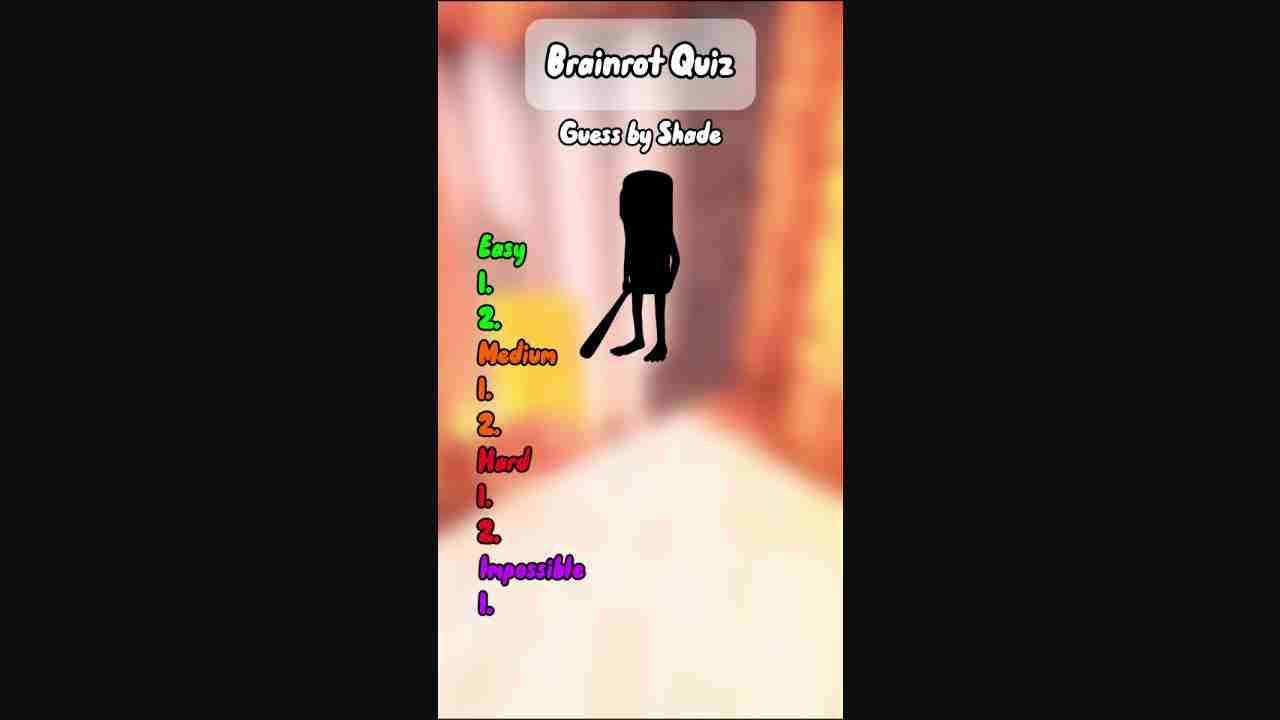 Brainrot Quiz
Guess by Shade
Easy
1.
2.
Medium
1.
2.
Hard
1.
2.
Impossible
1.